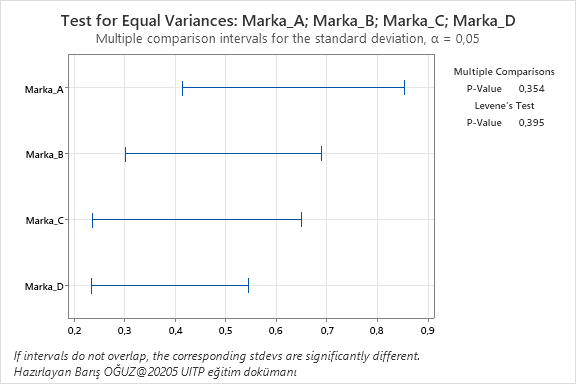 Test for Equal Variances: Marka_A; Marka_B; Marka_C; Marka_D
Multiple comparison intervals for the standard deviation, α = 0,05
Multiple Comparisons
P-Value 0,354
Levene's Test
P-Value 0,395
Marka_A
Marka_B
Marka_C
Marka_D
0,2 0,3 0,4 0,5 0,6 0,7 0,8 0,9
If intervals do not overlap, the corresponding stdevs are significantly different.
Hazırlayan Barış OĞUZ@20205 UITP eğitim dokümanı